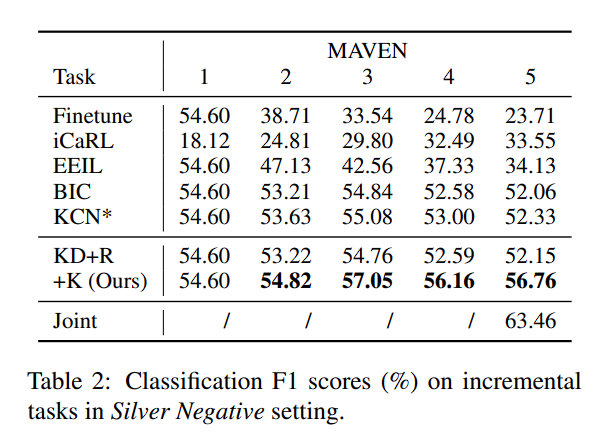 MAVEN
Task 1 2 3 4 5
Finetune 54.60 38.71 33.54 24.78 23.71
iCaRL 18.12 24.81 29.80 32.49 33.55
EEIL 54.60 47.13 42.56 37.33 34.13
BIC 54.60 53.21 54.84 52.58 52.06
KCN* 54.60 53.63 55.08 53.00 52.33
KD+R 54.60 53.22 54.76 52.59 52.15
+K (Ours) 54.60 54.82 57.05 56.16 56.76
Joint / / / / 63.46
Table 2: Classification F1 scores (%) on incremental
tasks in Silver Negative setting.